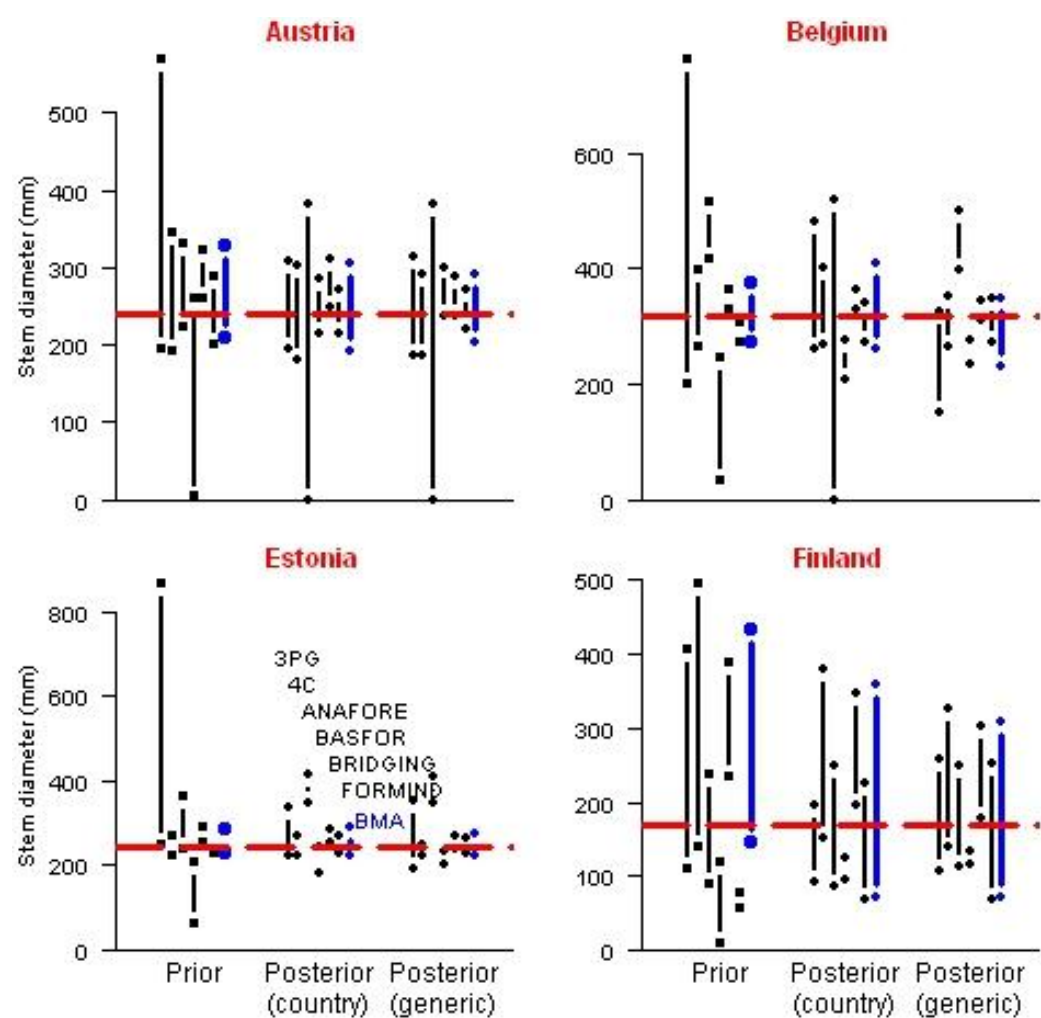 Austria
Belgium
Stem diameter (mm)
500
400
300
200
100
0
600
400
200
0
Estonia
Finland
Stem diameter (mm)
800
600
400
200
0
3PG
4C
ANAFORE
BASFOR
BRIDGING
FORMIND
BMA
500
400
300
200
100
0
Prior
Posterior
(country)
Posterior
(generic)
Prior
Posterior
(country)
Posterior
(generic)